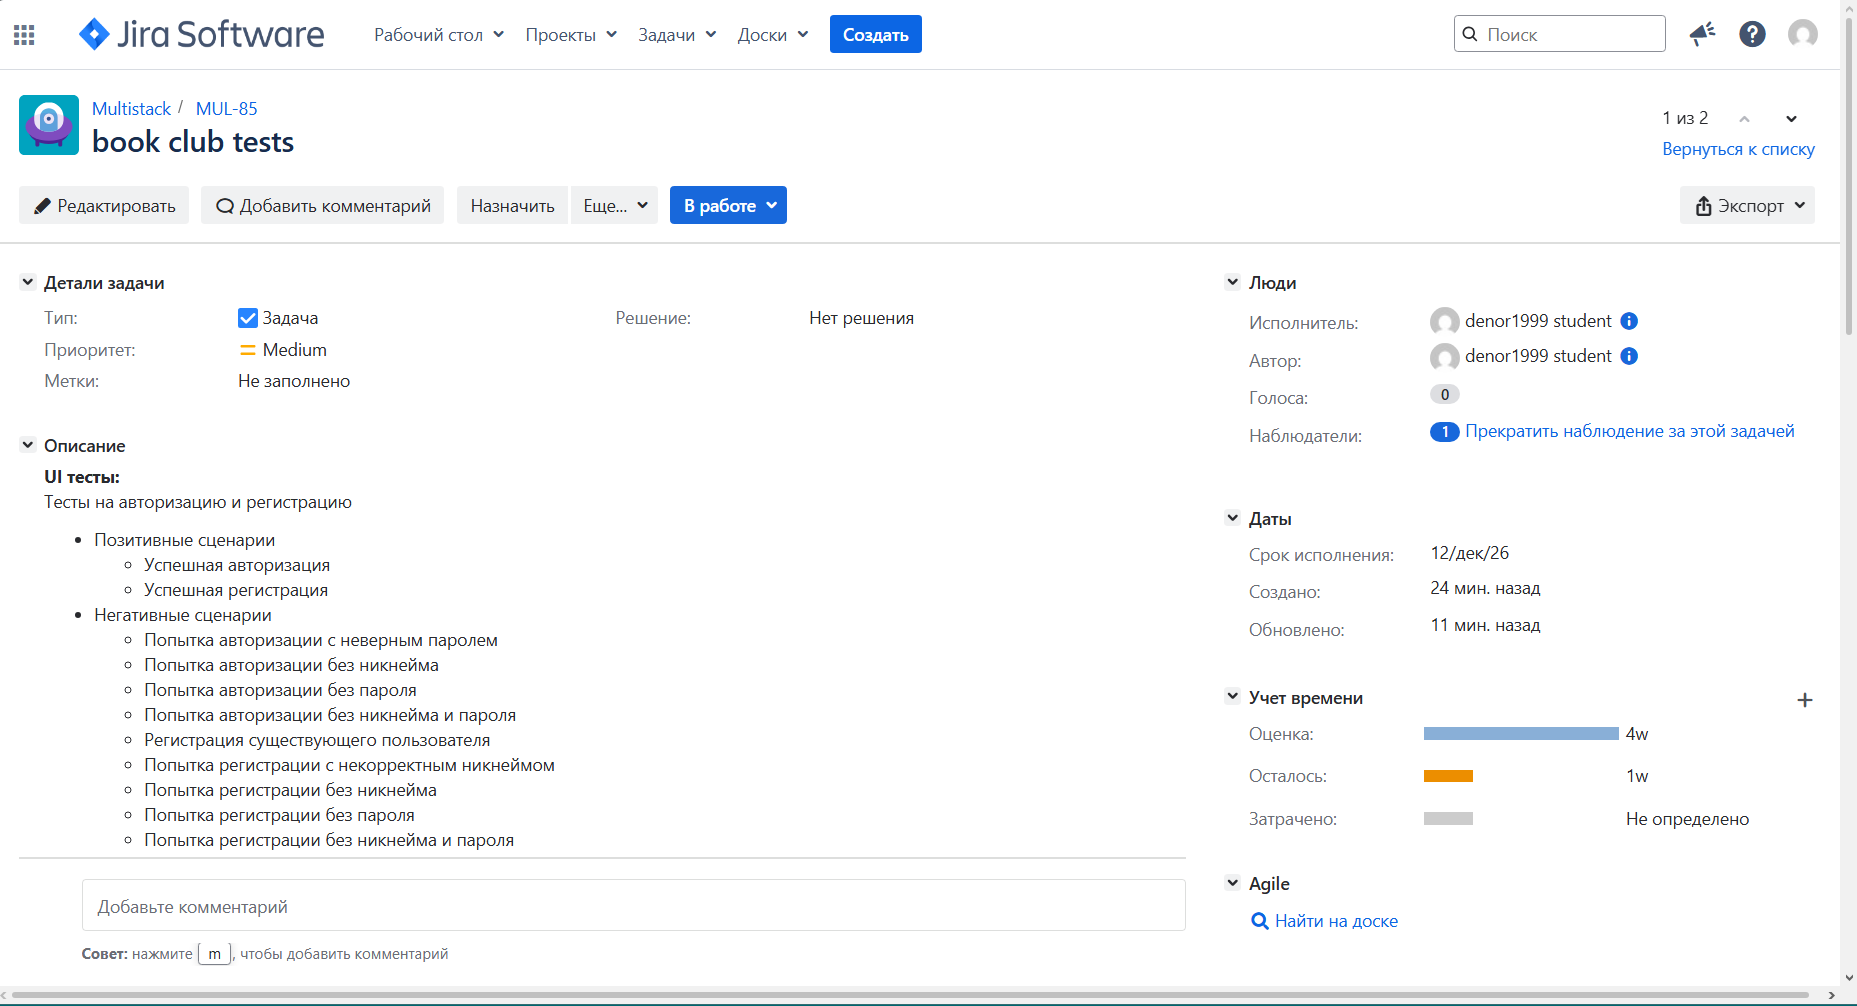 Jira Software
Рабочий стол
Проекты
Задачи
Доски
Создать
Поиск
Multistack / MUL-85
book club tests
1 из 2
Вернуться к списку
Редактировать
Добавить комментарий
Назначить
Еще...
В работе
Экспорт
Детали задачи
Тип: Задача
Решение: Нет решения
Приоритет: Medium
Метки: Не заполнено
Описание
UI тесты:
Тесты на авторизацию и регистрацию
Позитивные сценарии
Успешная авторизация
Успешная регистрация
Негативные сценарии
Попытка авторизации с неверным паролем
Попытка авторизации без никнейма
Попытка авторизации без пароля
Попытка авторизации без никнейма и пароля
Регистрация существующего пользователя
Попытка регистрации с некорректным никнеймом
Попытка регистрации без никнейма
Попытка регистрации без пароля
Попытка регистрации без никнейма и пароля
Добавьте комментарий
Совет: нажмите m, чтобы добавить комментарий
Люди
Исполнитель: denor1999 student
Автор: denor1999 student
Голоса: 0
Наблюдатели: 1 Прекратить наблюдение за этой задачей
Даты
Срок исполнения: 12/дек/26
Создано: 24 мин. назад
Обновлено: 11 мин. назад
Учет времени
Оценка: 4w
Осталось: 1w
Затрачено: Не определено
Agile
Найти на доске